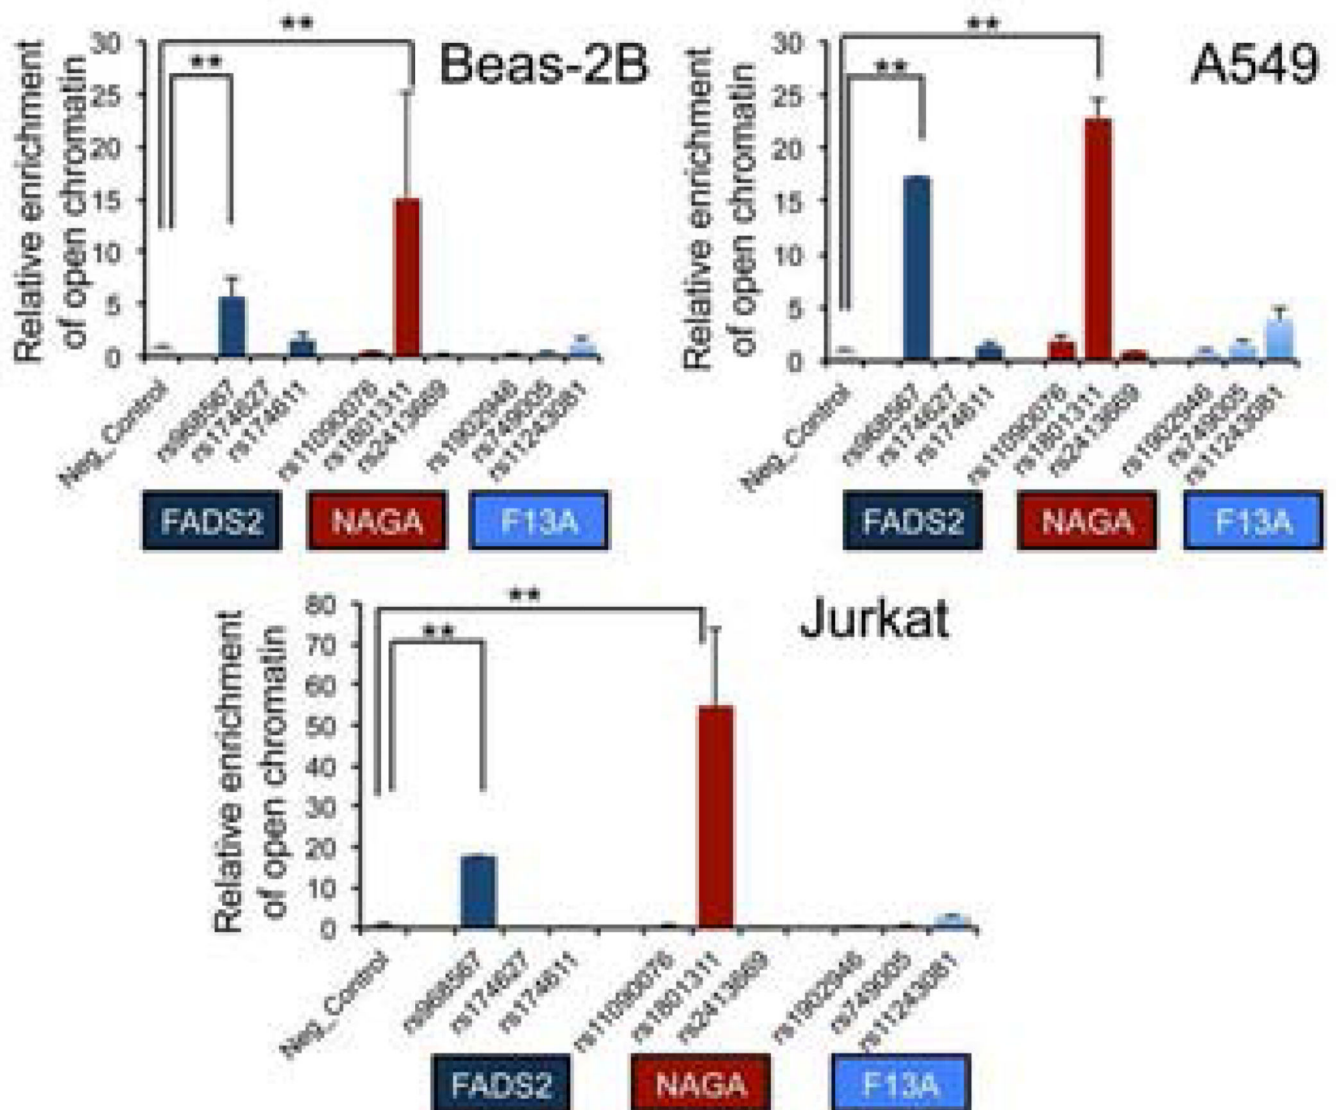 **
**
Beas-2B
Relative enrichment
of open chromatin
30
25
20
15
10
5
0
Neg_Control
rs968567
rs174627
rs174611
rs11090076
rs1801311
rs2413669
rs1902946
rs749005
rs11243081
FADS2
NAGA
F13A
**
**
A549
Relative enrichment
of open chromatin
30
25
20
15
10
5
0
Neg_Control
rs968567
rs174627
rs174611
rs11090076
rs1801311
rs2413669
rs1902946
rs749005
rs11243081
FADS2
NAGA
F13A
**
**
Jurkat
Relative enrichment
of open chromatin
80
70
60
50
40
30
20
10
0
Neg_Control
rs968567
rs174627
rs174611
rs11090076
rs1801311
rs2413669
rs1902946
rs749005
rs11243081
FADS2
NAGA
F13A